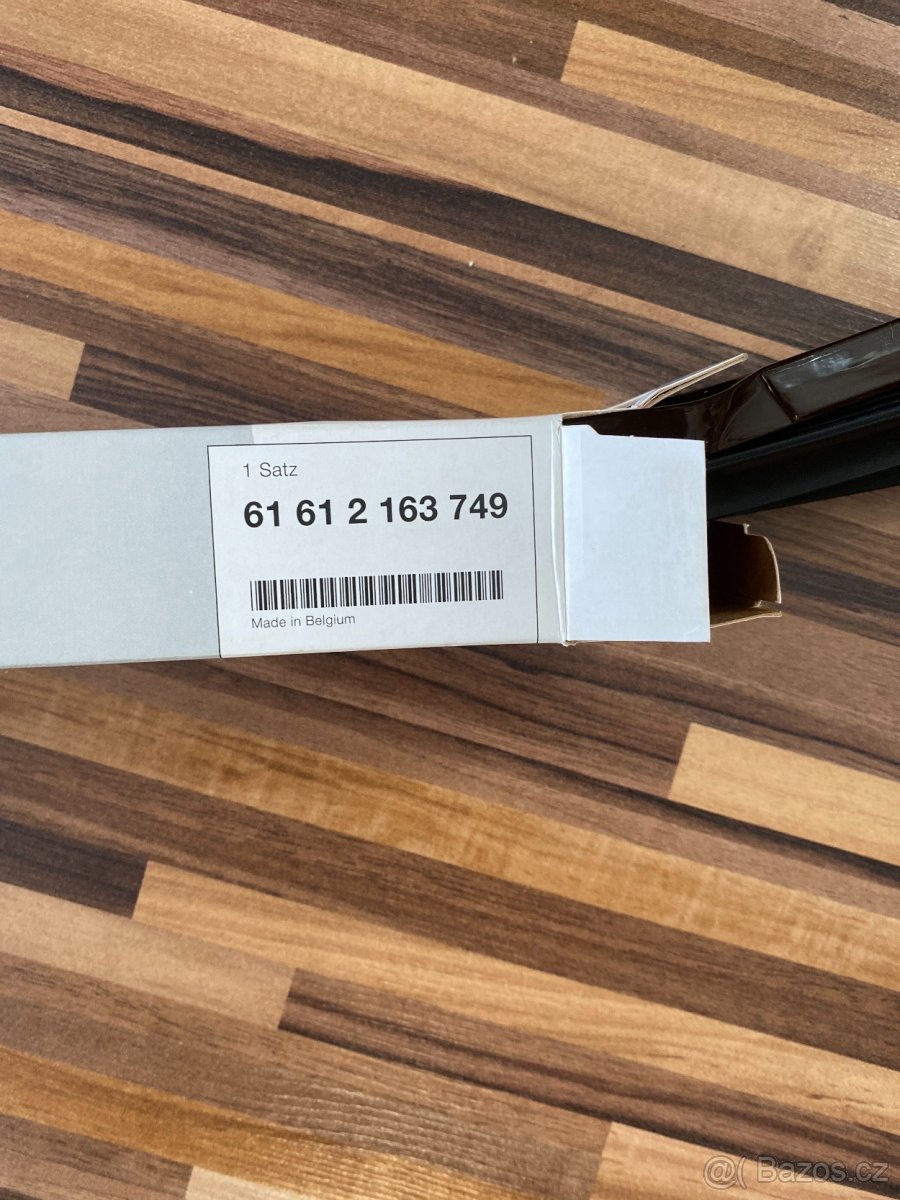 1 Satz
61 61 2 163 749
Made in Belgium
@( Bazos.cz